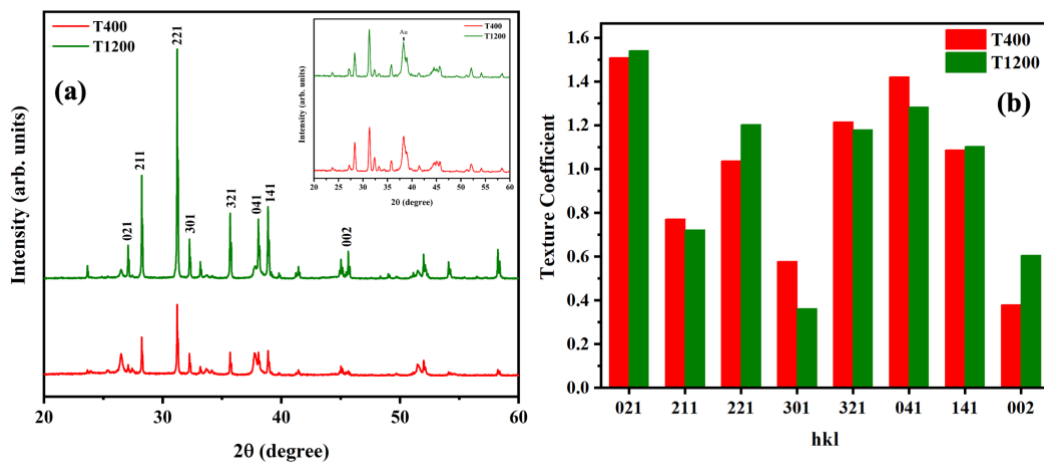 T400
T1200
(a)
Intensity (arb. units)
021
211
221
301
321
041
141
002
20
30
40
50
60
2θ (degree)
T400
T1200
Au
Intensity (arb. units)
20 25 30 35 40 45 50 55 60
2θ (degree)
T400
T1200
(b)
Texture Coefficient
1.6
1.4
1.2
1.0
0.8
0.6
0.4
0.2
0.0
021 211 221 301 321 041 141 002
hkl